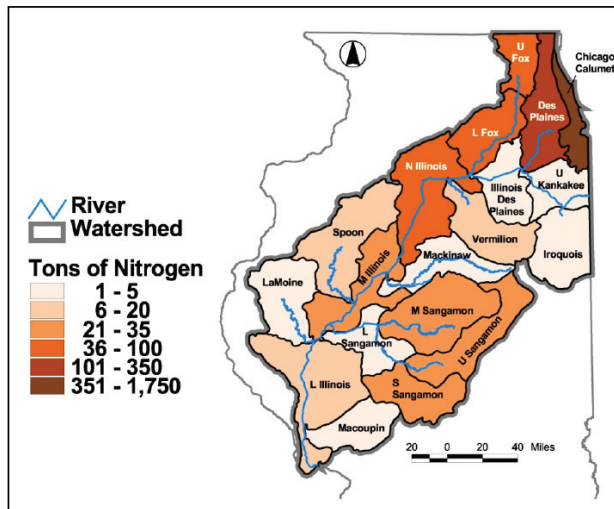 U
Fox
Chicago
Calumet
Des
Plaines
L Fox
N Illinois
U
Kankakee
Illinois
Des
Plaines
River
Watershed
Spoon
Vermilion
Iroquois
Tons of Nitrogen
M Illinois
Mackinaw
LaMoine
1 - 5
6 - 20
21 - 35
36 - 100
101 - 350
351 - 1,750
M Sangamon
L
Sangamon
U Sangamon
L Illinois
S
Sangamon
Macoupin
20 0 20 40 Miles